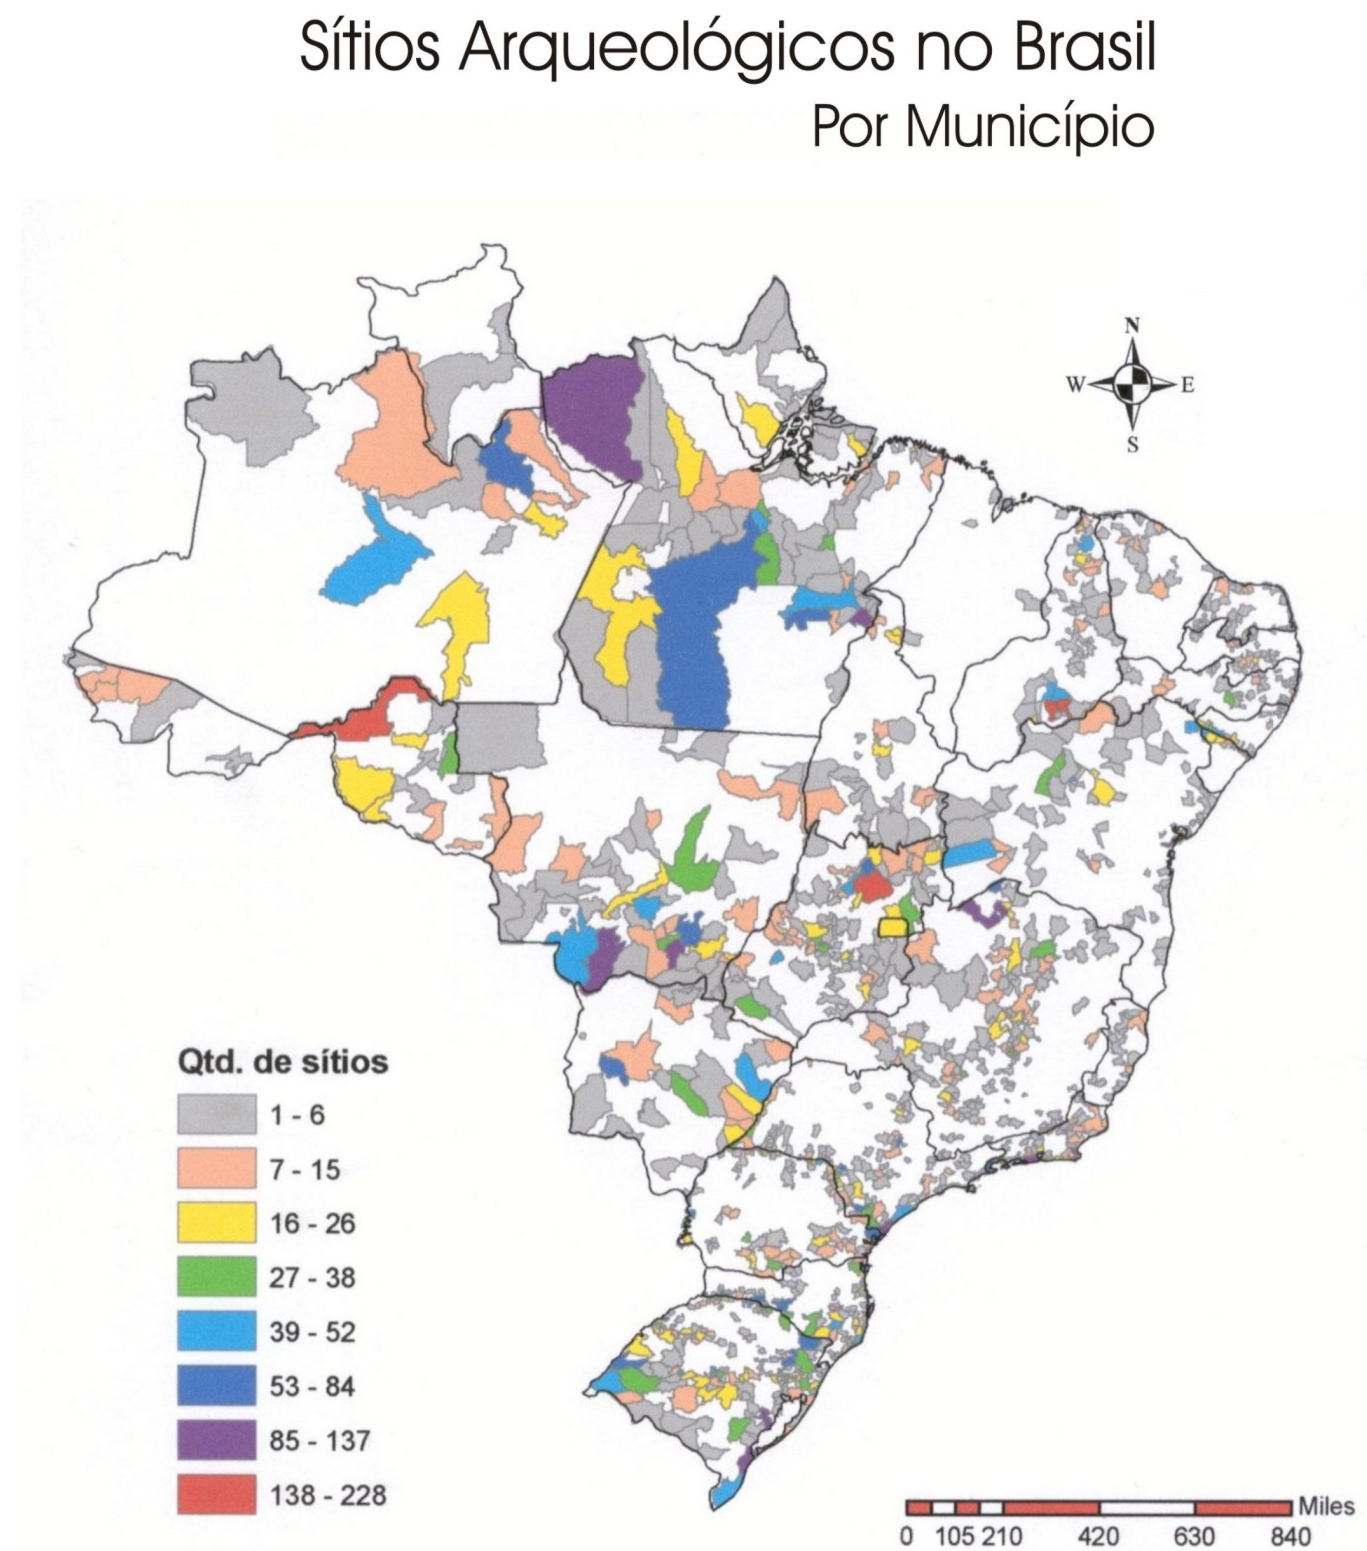 Sítios Arqueológicos no Brasil
Por Município
N
W E
S
Qtd. de sítios
1 - 6
7 - 15
16 - 26
27 - 38
39 - 52
53 - 84
85 - 137
138 - 228
Miles
0 105 210 420 630 840